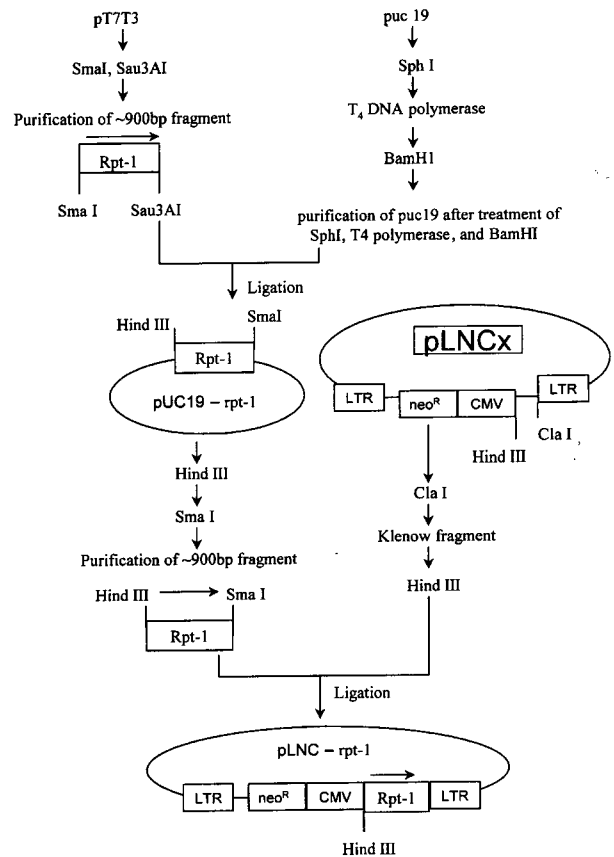 pT7T3
SmaI, Sau3AI
Purification of ~900bp fragment
Rpt-1
Sma I
Sau3AI
puc 19
Sph I
T4 DNA polymerase
BamH1
purification of puc19 after treatment of
SphI, T4 polymerase, and BamHI
Ligation
Hind III
SmaI
Rpt-1
pUC19 – rpt-1
Hind III
Sma I
Purification of ~900bp fragment
Hind III
Sma I
Rpt-1
pLNCx
LTR
neoR
CMV
LTR
Cla I
Hind III
Cla I
Klenow fragment
Hind III
Ligation
pLNC – rpt-1
LTR
neoR
CMV
Rpt-1
LTR
Hind III